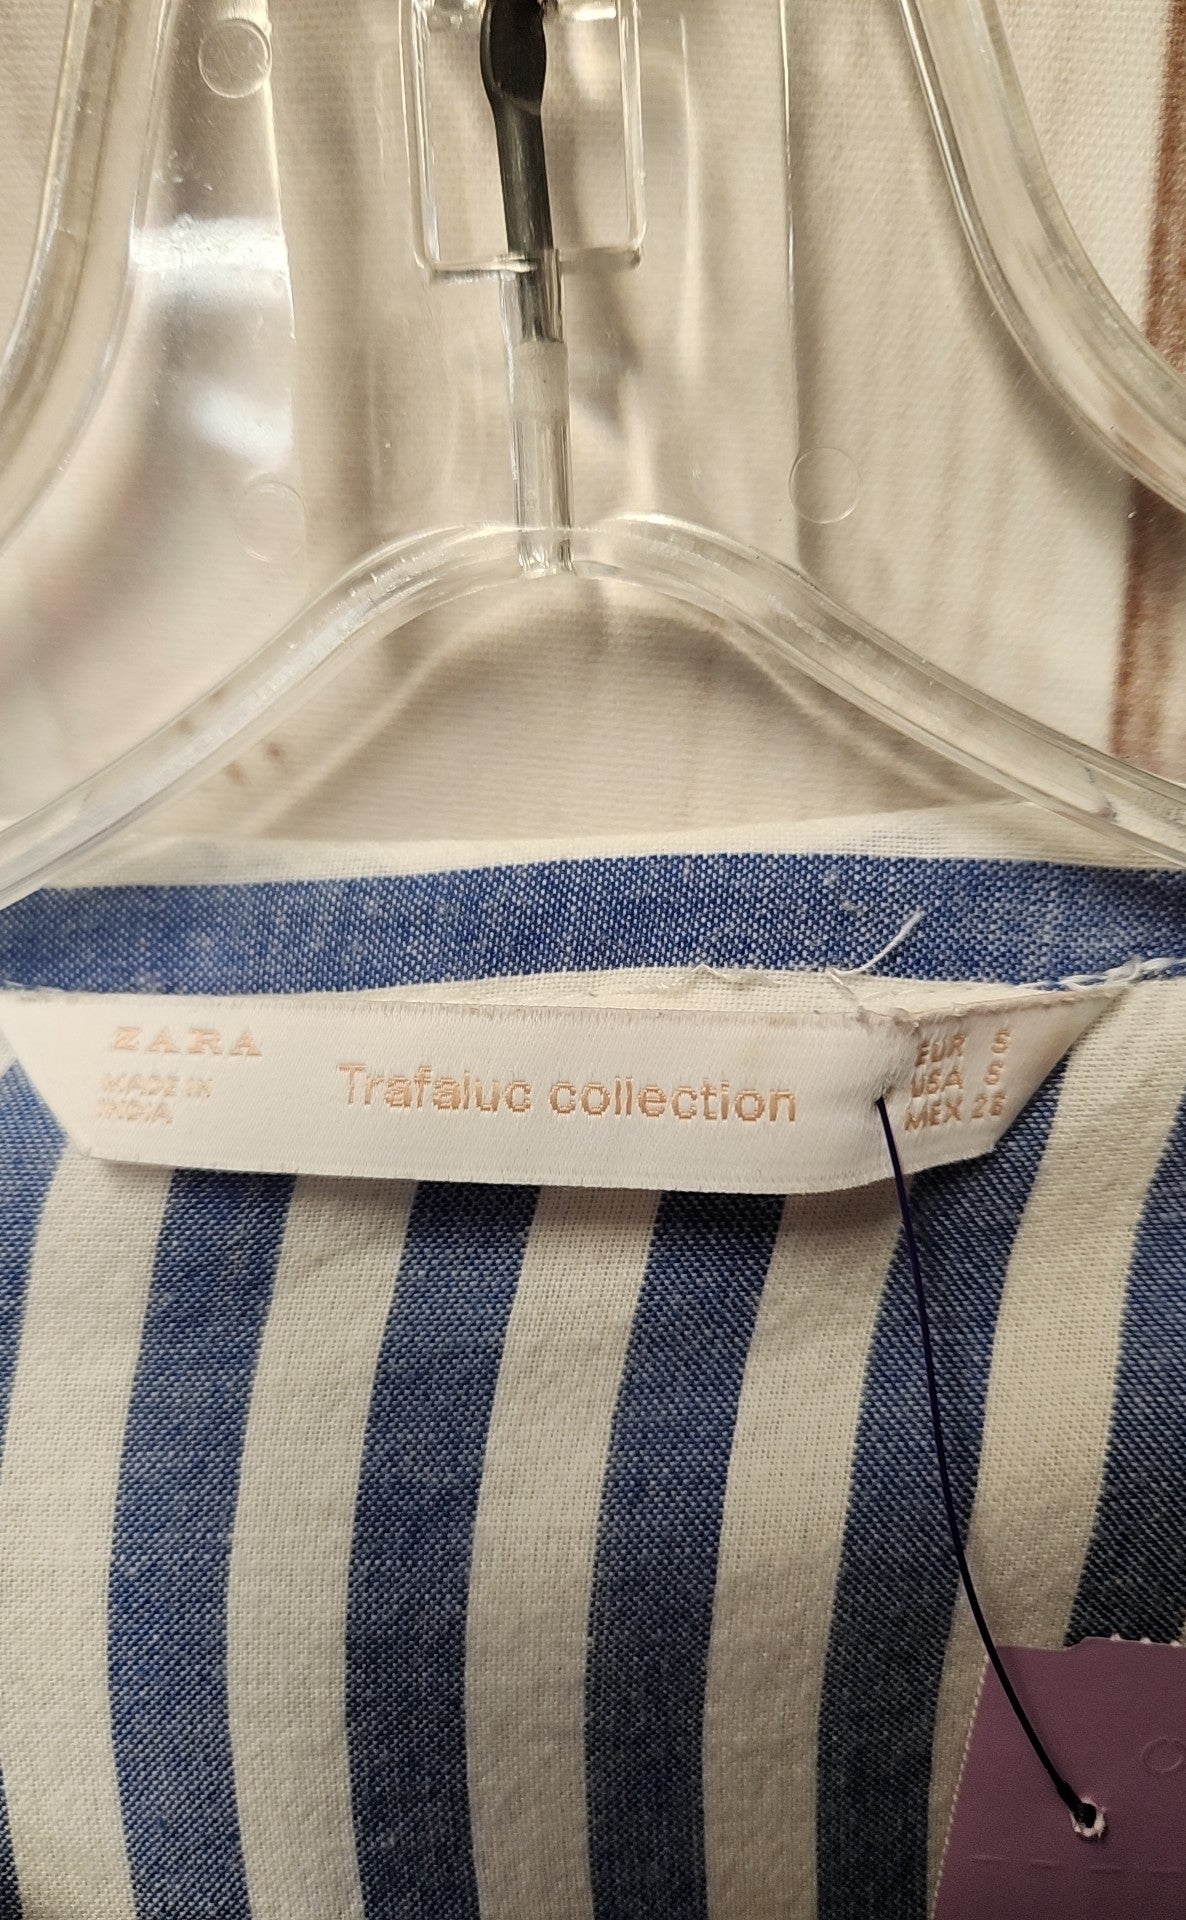 ZARA
MADE IN
INDIA
Trafaluc collection
EUR S
USA S
MEX 26